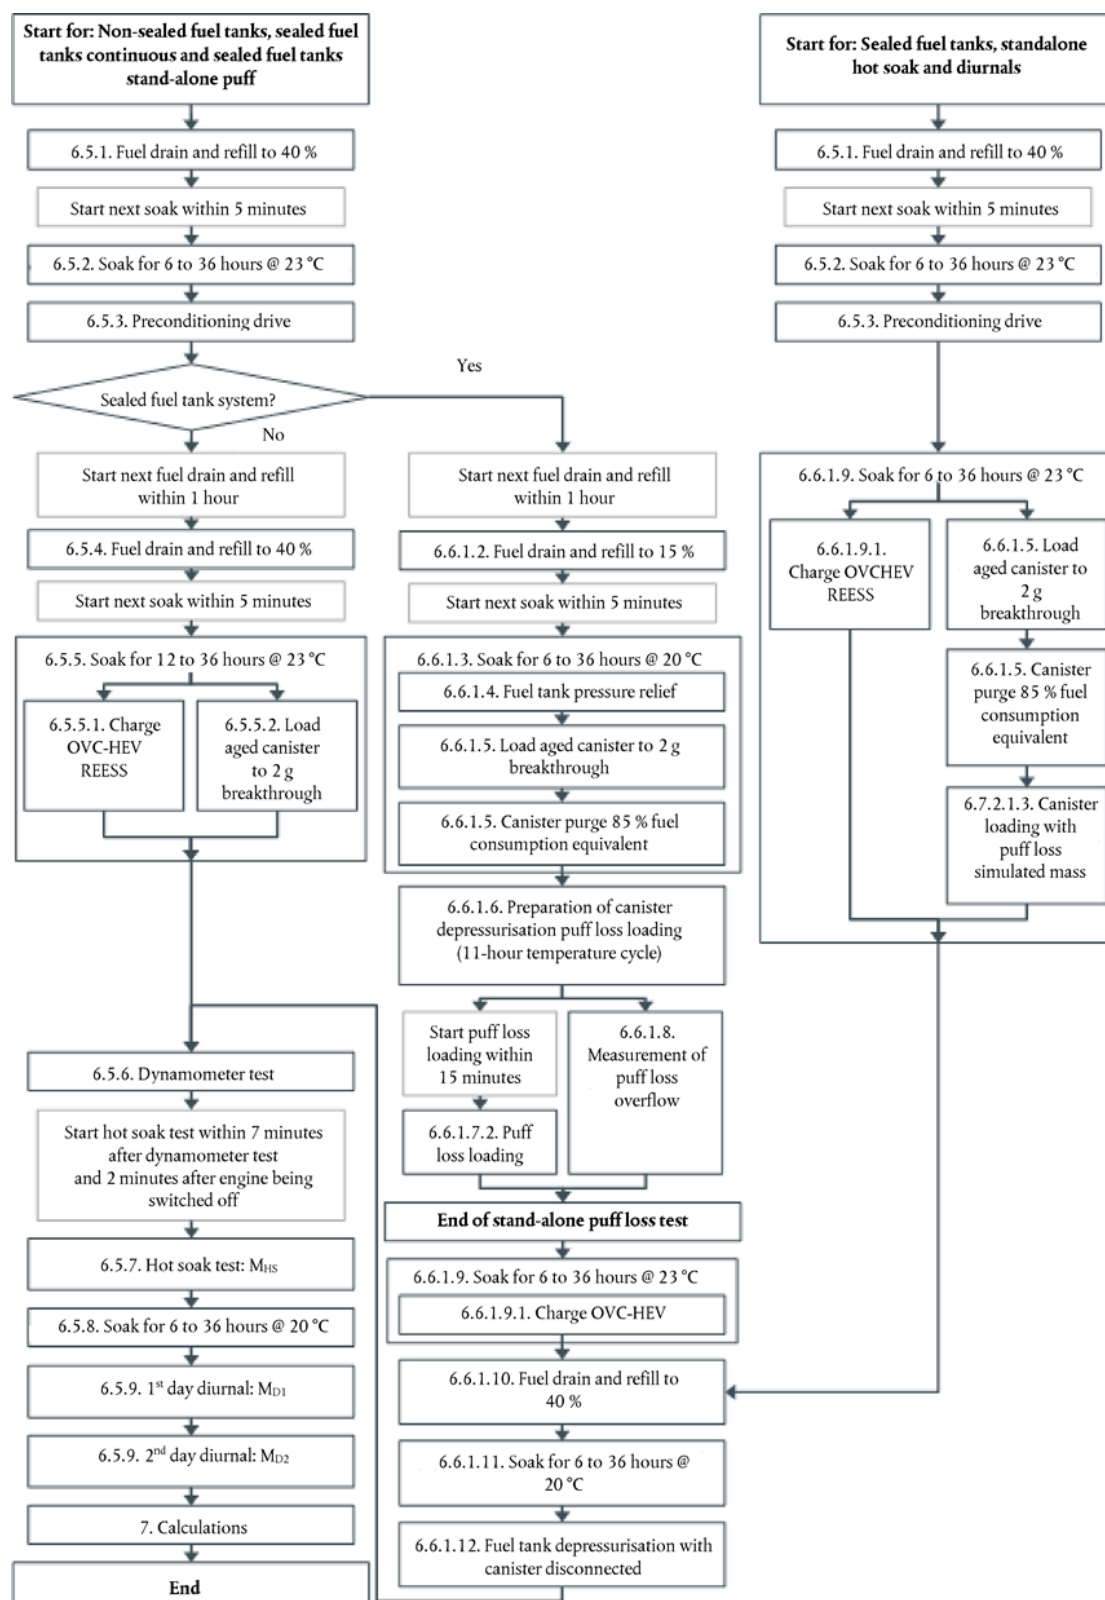 Start for: Non-sealed fuel tanks, sealed fuel
tanks continuous and sealed fuel tanks
stand-alone puff
6.5.1. Fuel drain and refill to 40 %
Start next soak within 5 minutes
6.5.2. Soak for 6 to 36 hours @ 23 °C
6.5.3. Preconditioning drive
Sealed fuel tank system?
Yes
No
Start next fuel drain and refill
within 1 hour
6.5.4. Fuel drain and refill to 40 %
Start next soak within 5 minutes
6.5.5. Soak for 12 to 36 hours @ 23 °C
6.5.5.1. Charge
OVC-HEV
REESS
6.5.5.2. Load
aged canister
to 2 g
breakthrough
6.5.6. Dynamometer test
Start hot soak test within 7 minutes
after dynamometer test
and 2 minutes after engine being
switched off
6.5.7. Hot soak test: MHS
6.5.8. Soak for 6 to 36 hours @ 20 °C
6.5.9. 1st day diurnal: MD1
6.5.9. 2nd day diurnal: MD2
7. Calculations
End
Start next fuel drain and refill
within 1 hour
6.6.1.2. Fuel drain and refill to 15 %
Start next soak within 5 minutes
6.6.1.3. Soak for 6 to 36 hours @ 20 °C
6.6.1.4. Fuel tank pressure relief
6.6.1.5. Load aged canister to 2 g
breakthrough
6.6.1.5. Canister purge 85 % fuel
consumption equivalent
6.6.1.6. Preparation of canister
depressurisation puff loss loading
(11-hour temperature cycle)
Start puff loss
loading within
15 minutes
6.6.1.7.2. Puff
loss loading
6.6.1.8.
Measurement of
puff loss
overflow
End of stand-alone puff loss test
6.6.1.9. Soak for 6 to 36 hours @ 23 °C
6.6.1.9.1. Charge OVC-HEV
6.6.1.10. Fuel drain and refill to
40 %
6.6.1.11. Soak for 6 to 36 hours @
20 °C
6.6.1.12. Fuel tank depressurisation with
canister disconnected
Start for: Sealed fuel tanks, standalone
hot soak and diurnals
6.5.1. Fuel drain and refill to 40%
Start next soak within 5 minutes
6.5.2. Soak for 6 to 36 hours @ 23 °C
6.5.3. Preconditioning drive
6.6.1.9. Soak for 6 to 36 hours @ 23 °C
6.6.1.9.1.
Charge OVCHEV
REESS
6.6.1.5. Load
aged canister to
2 g
breakthrough
6.6.1.5. Canister
purge 85 % fuel
consumption
equivalent
6.7.2.1.3. Canister
loading with
puff loss
simulated mass